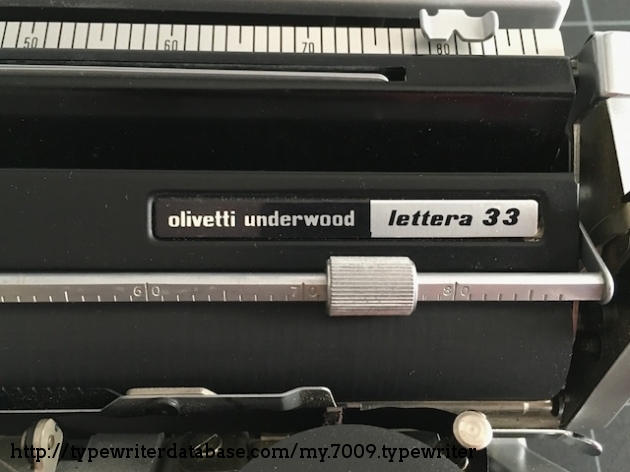 50 60 70 80
olivetti underwood lettera 33
60 70 80
http://typewriterdatabase.com/my.7009.typewriter